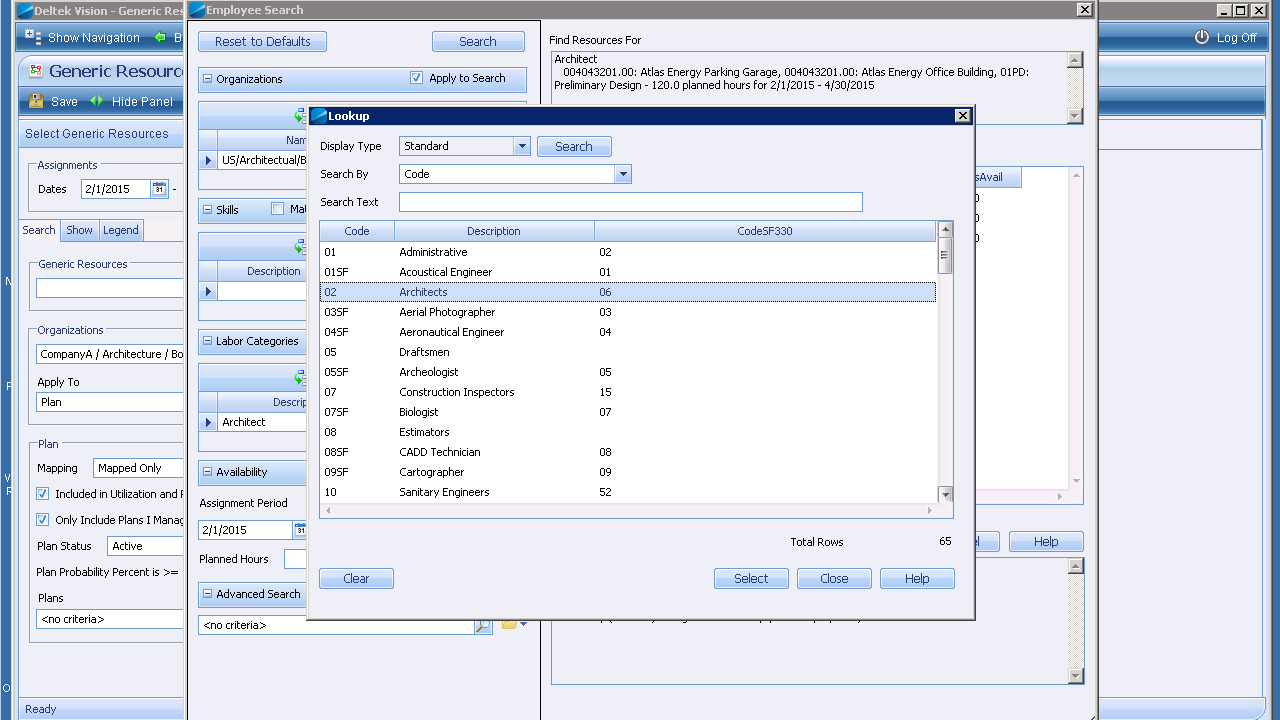 Deltek Vision - Generic Res
Employee Search
Show Navigation
Log Off
Generic Resourc
Save
Hide Panel
Select Generic Resources
Assignments
Dates
2/1/2015
31
-
Search
Show
Legend
Generic Resources
Organizations
CompanyA / Architecture / Bo
Apply To
Plan
Plan
Mapping
Mapped Only
Included in Utilization and
Only Include Plans I Manag
Plan Status
Active
Plan Probability Percent is >=
Plans
<no criteria>
Ready
Reset to Defaults
Search
Organizations
Apply to Search
Nam
US/Architectual/B
Skills
Mat
Description
Labor Categories
Descrip
Architect
Availability
Assignment Period
2/1/2015
31
Planned Hours
Advanced Search
<no criteria>
Find Resources For
Architect
004043201.00: Atlas Energy Parking Garage, 004043201.00: Atlas Energy Office Building, 01PD:
Preliminary Design - 120.0 planned hours for 2/1/2015 - 4/30/2015
sAvail
Help
Lookup
Display Type
Standard
Search
Search By
Code
Search Text
Code Description CodeSF330
01 Administrative 02
01SF Acoustical Engineer 01
02 Architects 06
03SF Aerial Photographer 03
04SF Aeronautical Engineer 04
05 Draftsmen
05SF Archeologist 05
07 Construction Inspectors 15
07SF Biologist 07
08 Estimators
08SF CADD Technician 08
09SF Cartographer 09
10 Sanitary Engineers 52
Total Rows 65
Clear
Select
Close
Help